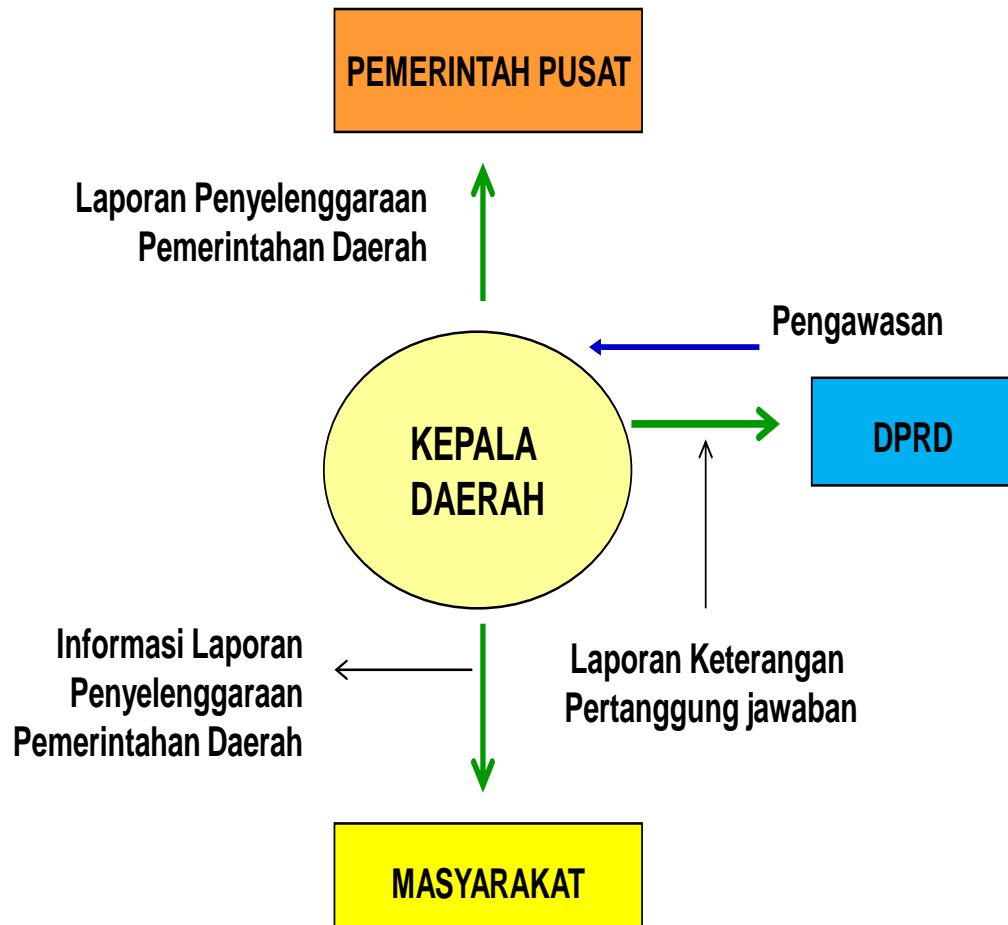 PEMERINTAH PUSAT
Laporan Penyelenggaraan
Pemerintahan Daerah
Pengawasan
DPRD
KEPALA
DAERAH
Informasi Laporan
Penyelenggaraan
Pemerintahan Daerah
Laporan Keterangan
Pertanggung jawaban
MASYARAKAT